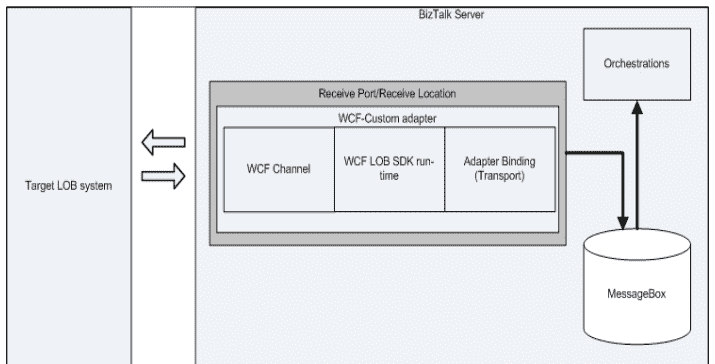 BizTalk Server
Orchestrations
Receive Port/Receive Location
WCF-Custom adapter
WCF Channel
WCF LOB SDK run-
time
Adapter Binding
(Transport)
Target LOB system
MessageBox